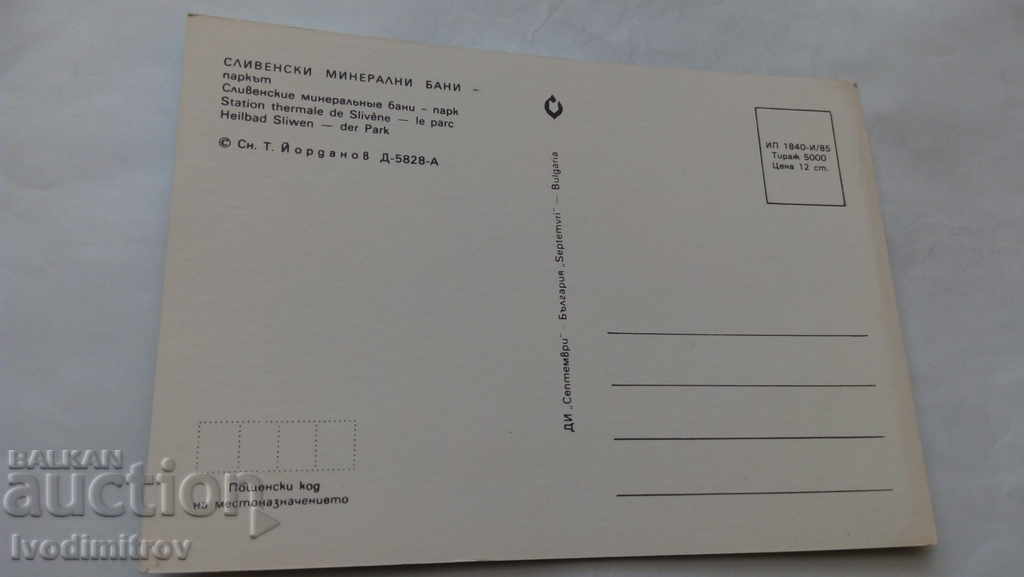 СЛИВЕНСКИ МИНЕРАЛНИ БАНИ –
паркът
Сливенские минеральные бани – парк
Station thermale de Slivène — le parc
Heilbad Sliwen — der Park
© Сн. Т. Йорданов Д-5828-А
ДИ „Септември" – България „Septemvri" — Bulgaria
ИП 1840-И/85
Тираж 5000
Цена 12 ст.
Пощенски код
на местоназначението
BALKAN
auction
Ivodimitrov